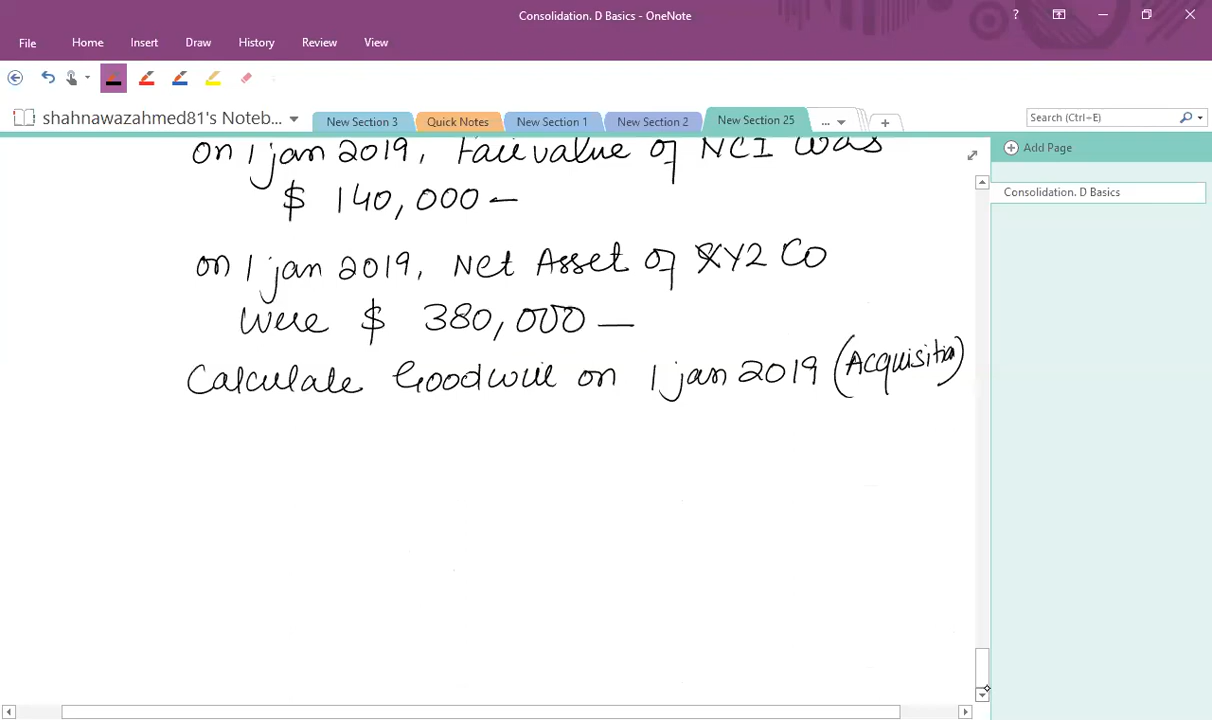 Consolidation. D Basics - OneNote
?
File Home Insert Draw History Review View
shahnawazahmed81's Noteb...
New Section 3 Quick Notes New Section 1 New Section 2 New Section 25 ...
Search (Ctrl+E)
Add Page
Consolidation. D Basics
on 1 jan 2019, Fair value of NCI was
$ 140,000 —
on 1 jan 2019, Net Asset of XYZ Co
were $ 380,000 —
Calculate Goodwill on 1 jan 2019 (Acquisitin)